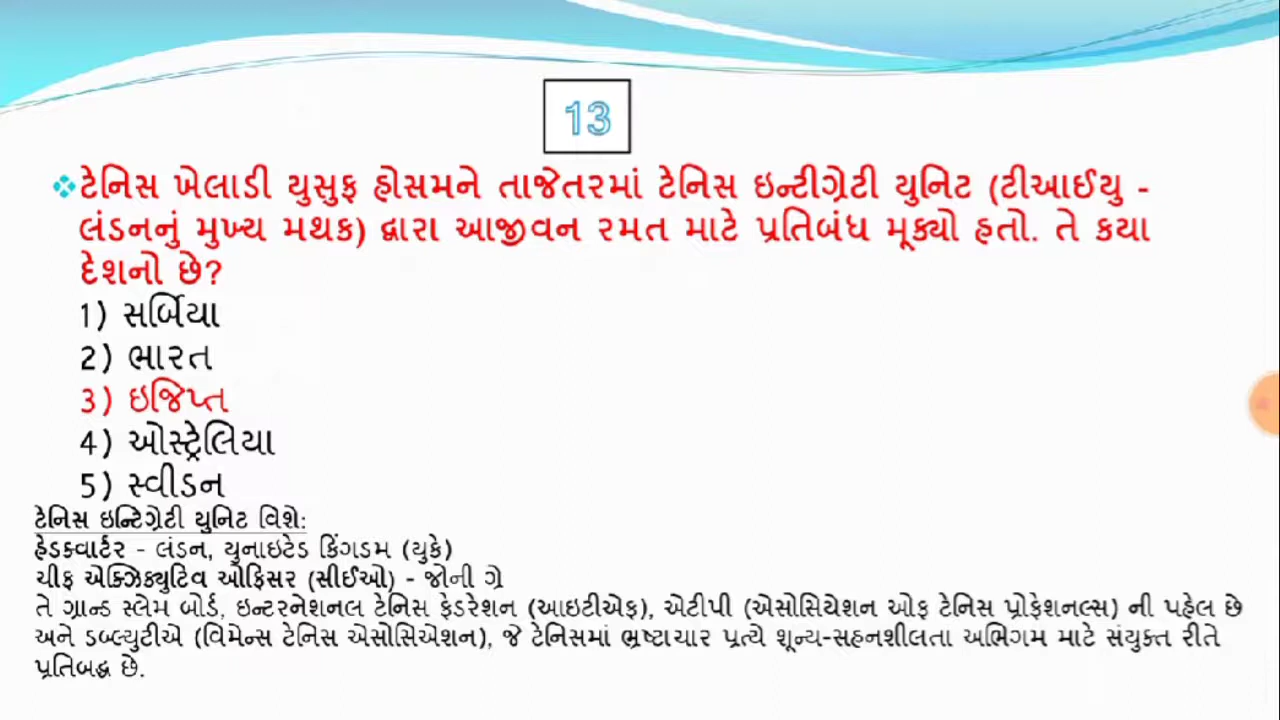 13
ટેનિસ ખેલાડી યુસુફ હોસમને તાજેતરમાં ટેનિસ ઇન્ટીગ્રેટી યુનિટ (ટીઆઈયુ -
લંડનનું મુખ્ય મથક) દ્વારા આજીવન રમત માટે પ્રતિબંધ મૂક્યો હતો. તે કયા
દેશનો છે?
1) સર્બિયા
2) ભારત
3) ઇજિપ્ત
4) ઓસ્ટ્રેલિયા
5) સ્વીડન
ટેનિસ ઇન્ટિગ્રેટી યુનિટ વિશે:
હેડક્વાર્ટર - લંડન, યુનાઇટેડ કિંગડમ (યુકે)
ચીફ એક્ઝિક્યુટિવ ઓફિસર (સીઈઓ) - જોની ગ્રે
તે ગ્રાન્ડ સ્લેમ બોર્ડ, ઇન્ટરનેશનલ ટેનિસ ફેડરેશન (આઇટીએફ), એટીપી (એસોસિયેશન ઓફ ટેનિસ પ્રોફેશનલ્સ) ની પહેલ છે
અને ડબ્લ્યુટીએ (વિમેન્સ ટેનિસ એસોસિએશન), જે ટેનિસમાં ભ્રષ્ટાચાર પ્રત્યે શૂન્ય-સહનશીલતા અભિગમ માટે સંયુક્ત રીતે
પ્રતિબદ્ધ છે.